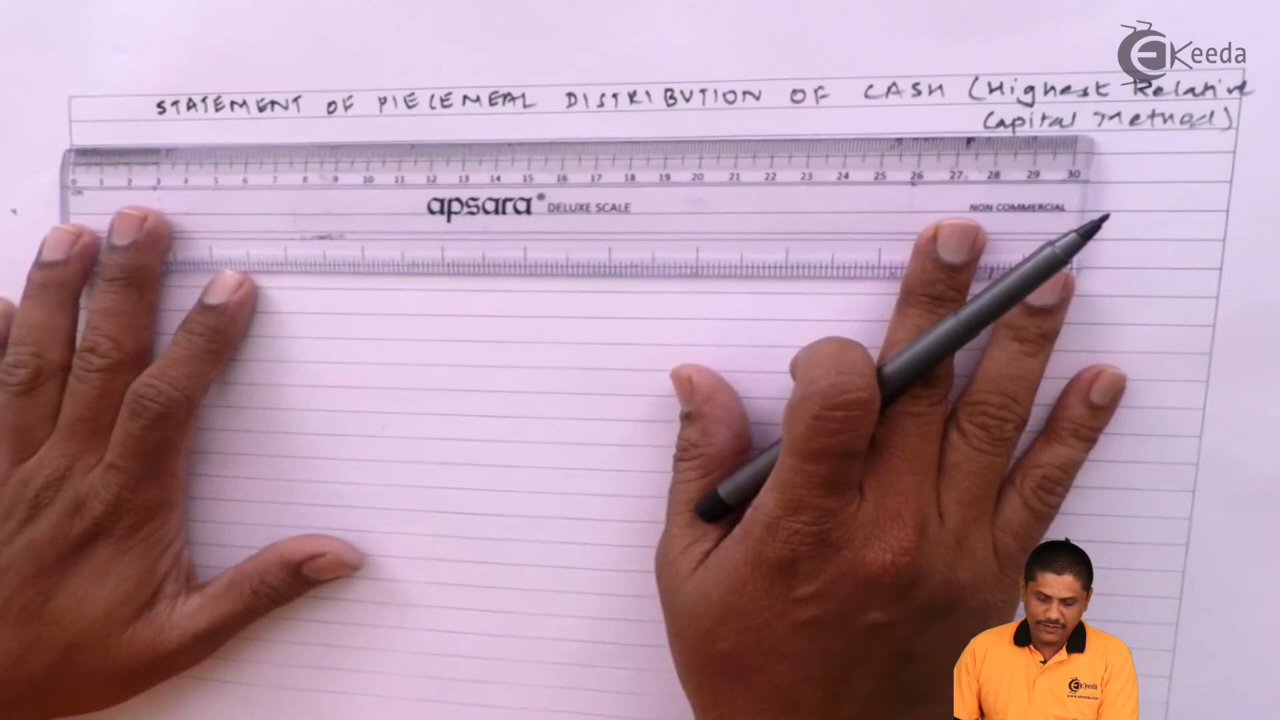 EKeeda
STATEMENT OF PIECEMEAL DISTRIBUTION OF CASH (Highest Relative
Capital Method)
0 1 2 3 4 5 6 7 8 9 10 11 12 13 14 15 16 17 18 19 20 21 22 23 24 25 26 27 28 29 30
apsara® DELUXE SCALE NON COMMERCIAL
EKeeda